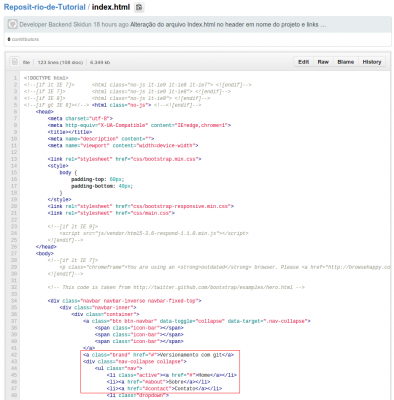 Reposit-rio-de-Tutorial / index.html
Developer Backend Skidun 18 hours ago Alteração do arquivo Index.html no header em nome do projeto e links ...
0 contributors
file 123 lines (108 sloc) 6.349 kb Edit Raw Blame History
1 <!DOCTYPE html>
2 <!--[if lt IE 7]> <html class="no-js lt-ie9 lt-ie8 lt-ie7"> <![endif]-->
3 <!--[if IE 7]> <html class="no-js lt-ie9 lt-ie8"> <![endif]-->
4 <!--[if IE 8]> <html class="no-js lt-ie9"> <![endif]-->
5 <!--[if gt IE 8]><!--> <html class="no-js"> <!--<![endif]-->
6 <head>
7 <meta charset="utf-8">
8 <meta http-equiv="X-UA-Compatible" content="IE=edge,chrome=1">
9 <title></title>
10 <meta name="description" content="">
11 <meta name="viewport" content="width=device-width">
12
13 <link rel="stylesheet" href="css/bootstrap.min.css">
14 <style>
15 body {
16 padding-top: 60px;
17 padding-bottom: 40px;
18 }
19 </style>
20 <link rel="stylesheet" href="css/bootstrap-responsive.min.css">
21 <link rel="stylesheet" href="css/main.css">
22
23 <!--[if lt IE 9]>
24 <script src="js/vendor/html5-3.6-respond-1.1.0.min.js"></script>
25 <![endif]-->
26 </head>
27 <body>
28 <!--[if lt IE 7]>
29 <p class="chromeframe">You are using an <strong>outdated</strong> browser. Please <a href="http://browsehappy.co
30 <![endif]-->
31
32 <!-- This code is taken from http://twitter.github.com/bootstrap/examples/hero.html -->
33
34 <div class="navbar navbar-inverse navbar-fixed-top">
35 <div class="navbar-inner">
36 <div class="container">
37 <a class="btn btn-navbar" data-toggle="collapse" data-target=".nav-collapse">
38 <span class="icon-bar"></span>
39 <span class="icon-bar"></span>
40 <span class="icon-bar"></span>
41 </a>
42 <a class="brand" href="#">Versionamento com git</a>
43 <div class="nav-collapse collapse">
44 <ul class="nav">
45 <li class="active"><a href="#">Home</a></li>
46 <li><a href="#about">Sobre</a></li>
47 <li><a href="#contact">Contato</a></li>
48 <li class="dropdown">